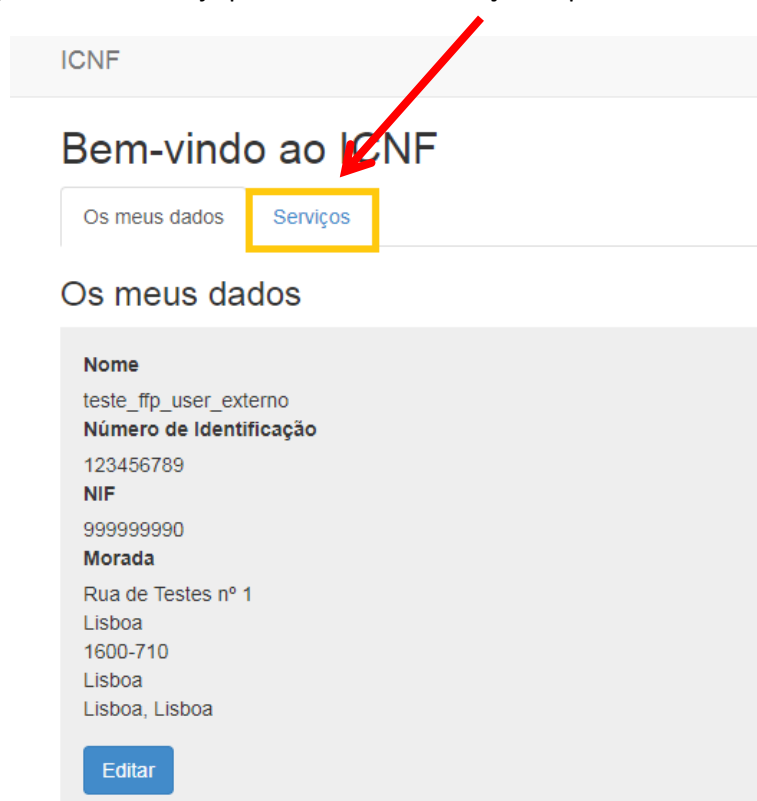 ICNF
Bem-vindo ao ICNF
Os meus dados Serviços
Os meus dados
Nome
teste_ffp_user_externo
Número de Identificação
123456789
NIF
999999990
Morada
Rua de Testes nº 1
Lisboa
1600-710
Lisboa
Lisboa, Lisboa
Editar